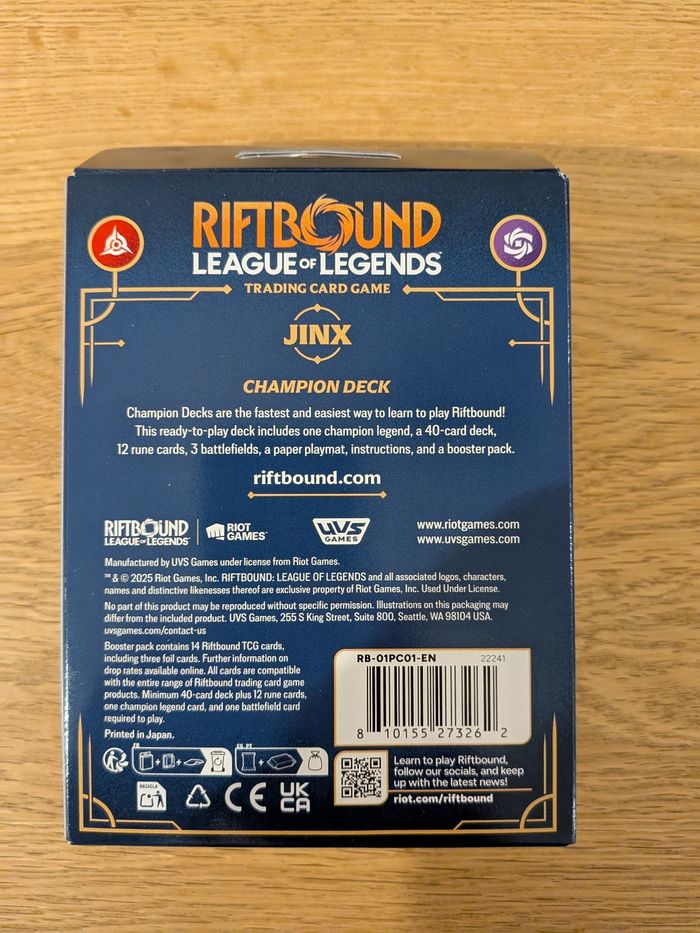 RIFTBOUND
LEAGUE OF LEGENDS
TRADING CARD GAME
JINX
CHAMPION DECK
Champion Decks are the fastest and easiest way to learn to play Riftbound!
This ready-to-play deck includes one champion legend, a 40-card deck,
12 rune cards, 3 battlefields, a paper playmat, instructions, and a booster pack.
riftbound.com
RIFTBOUND
LEAGUE OF LEGENDS
RIOT
GAMES
UVS
GAMES
www.riotgames.com
www.uvsgames.com
Manufactured by UVS Games under license from Riot Games.
™ & © 2025 Riot Games, Inc. RIFTBOUND: LEAGUE OF LEGENDS and all associated logos, characters,
names and distinctive likenesses thereof are exclusive property of Riot Games, Inc. Used Under License.
No part of this product may be reproduced without specific permission. Illustrations on this packaging may
differ from the included product. UVS Games, 255 S King Street, Suite 800, Seattle, WA 98104 USA.
uvsgames.com/contact-us
Booster pack contains 14 Riftbound TCG cards,
including three foil cards. Further information on
drop rates available online. All cards are compatible
with the entire range of Riftbound trading card game
products. Minimum 40-card deck plus 12 rune cards,
one champion legend card, and one battlefield card
required to play.
Printed in Japan.
RB-01PC01-EN 22241
8 10155 27326 2
FR
ES PT
RECICLA
CE
UK
CA
Learn to play Riftbound,
follow our socials, and keep
up with the latest news!
riot.com/riftbound